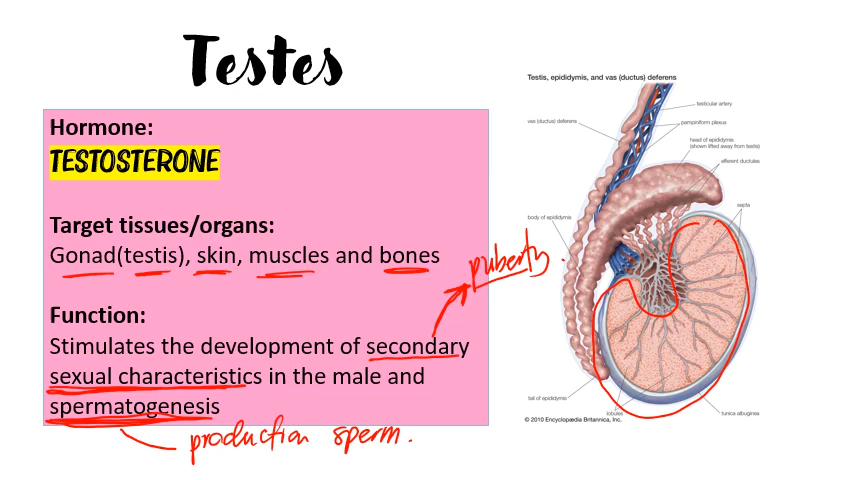 Testes
Hormone:
TESTOSTERONE
Target tissues/organs:
Gonad(testis), skin, muscles and bones
Function:
Stimulates the development of secondary
sexual characteristics in the male and
spermatogenesis
puberty.
production sperm.
Testis, epididymis, and vas (ductus) deferens
testicular artery
vas (ductus) deferens
pampiniform plexus
head of epididymis
(shown lifted away from testis)
efferent ductules
septa
body of epididymis
tail of epididymis
lobules
tunica albuginea
© 2010 Encyclopædia Britannica, Inc.